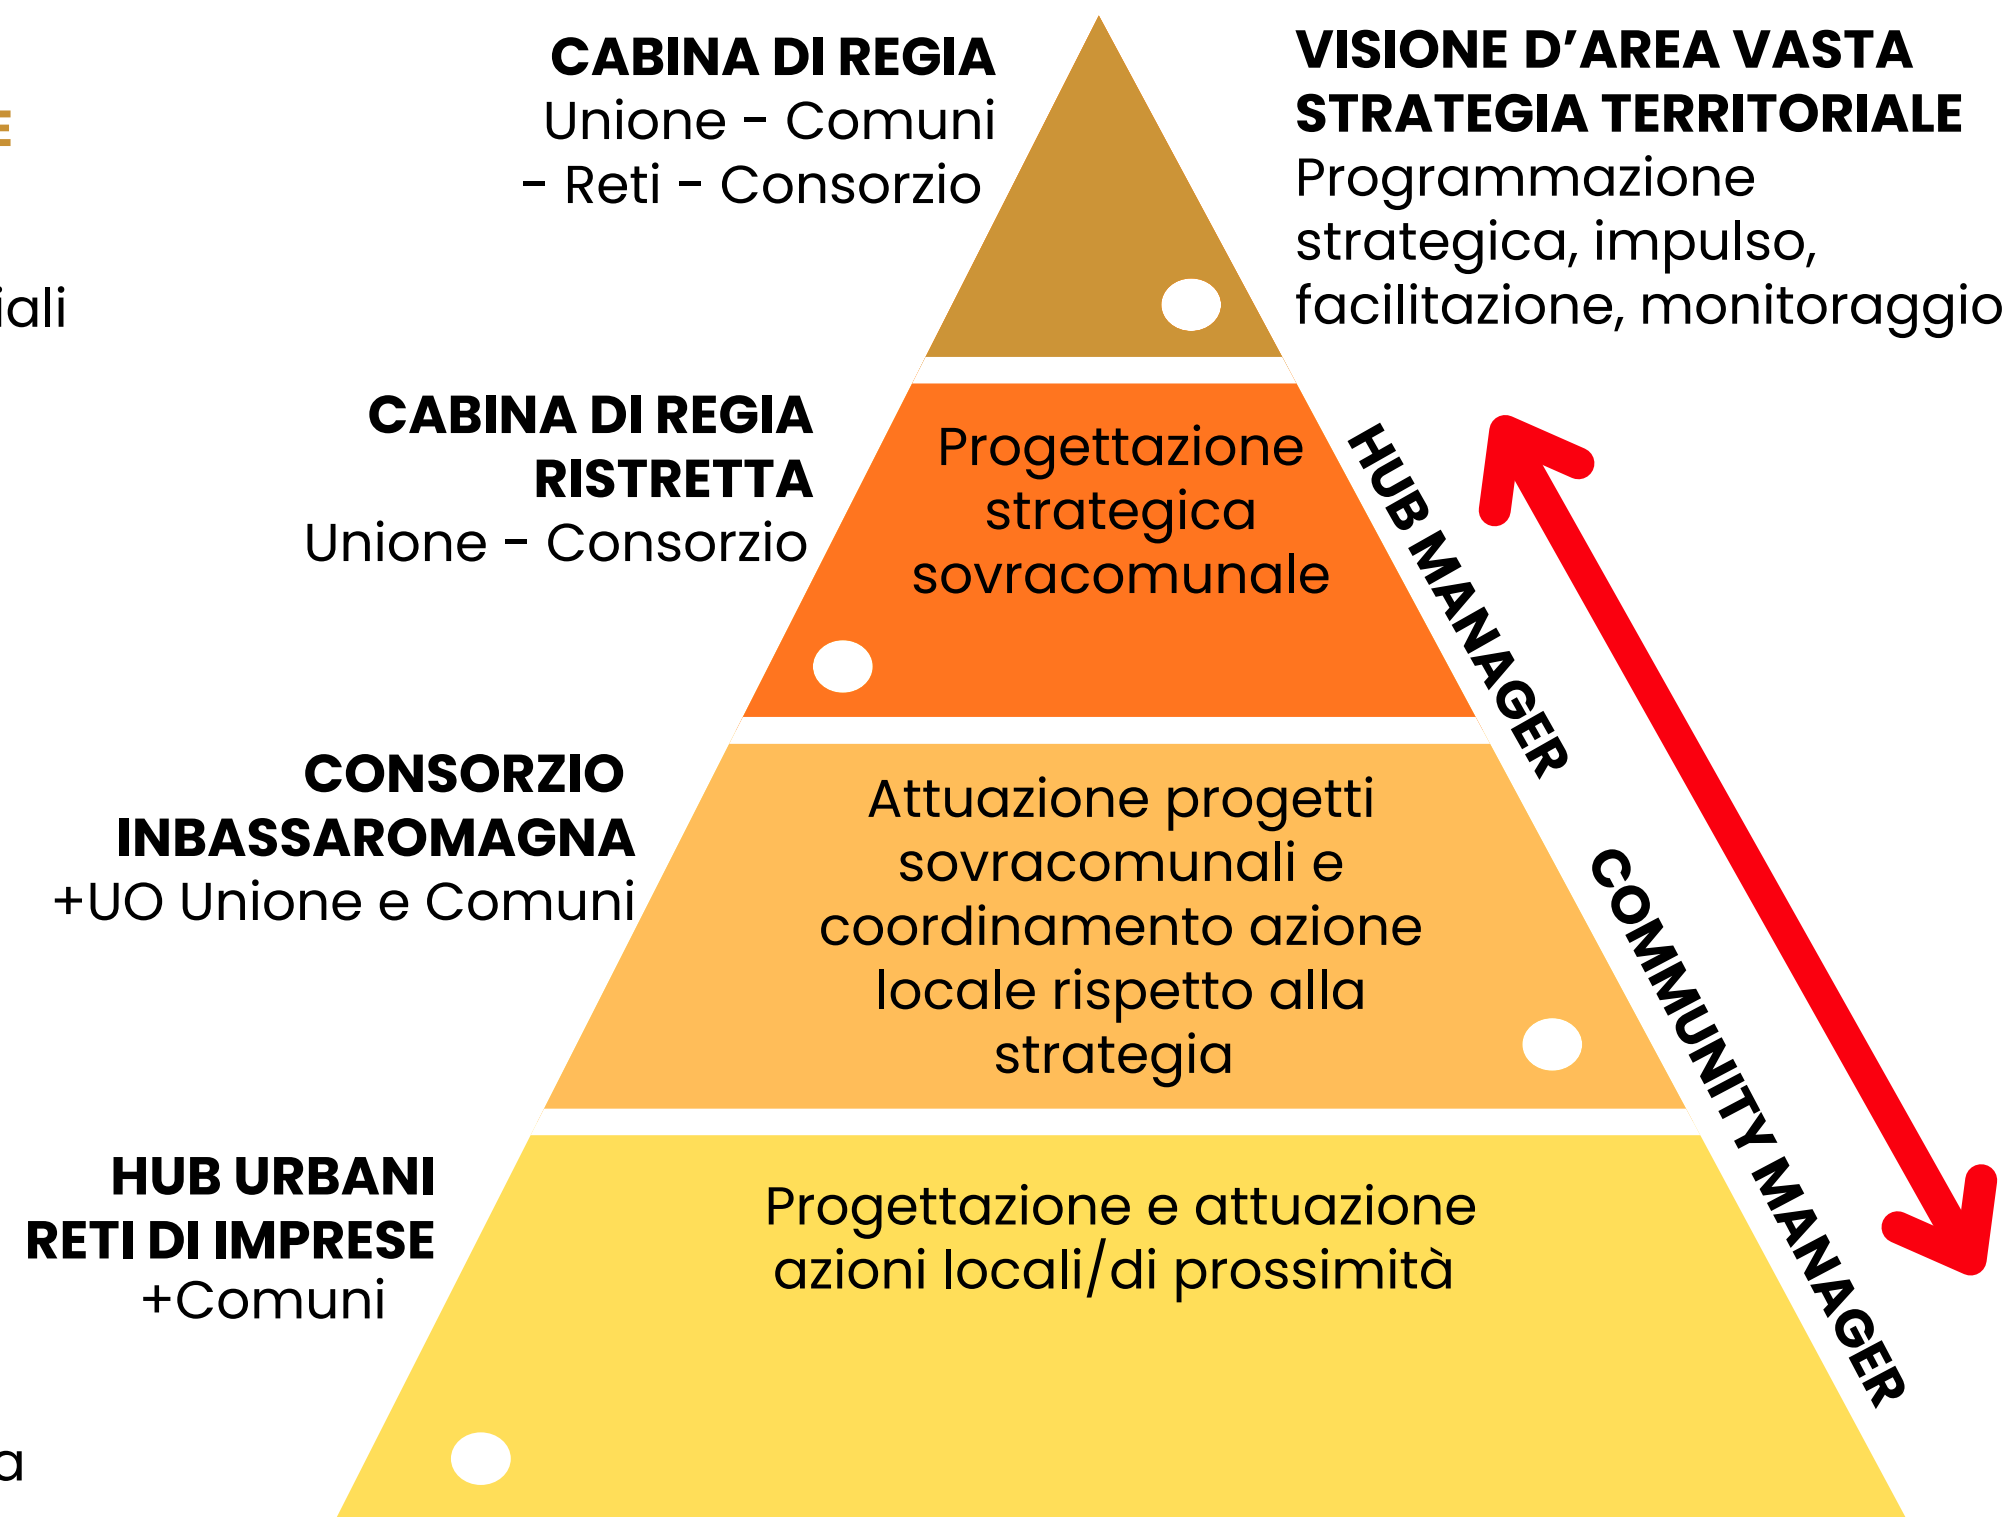 CABINA DI REGIA
Unione - Comuni
- Reti - Consorzio
VISIONE D’AREA VASTA
STRATEGIA TERRITORIALE
Programmazione
strategica, impulso,
facilitazione, monitoraggio
E
iali
CABINA DI REGIA
RISTRETTA
Unione - Consorzio
Progettazione
strategica
sovracomunale
HUB MANAGER
CONSORZIO
INBASSAROMAGNA
+UO Unione e Comuni
Attuazione progetti
sovracomunali e
coordinamento azione
locale rispetto alla
strategia
COMMUNITY MANAGER
HUB URBANI
RETI DI IMPRESE
+Comuni
Progettazione e attuazione
azioni locali/di prossimità
a